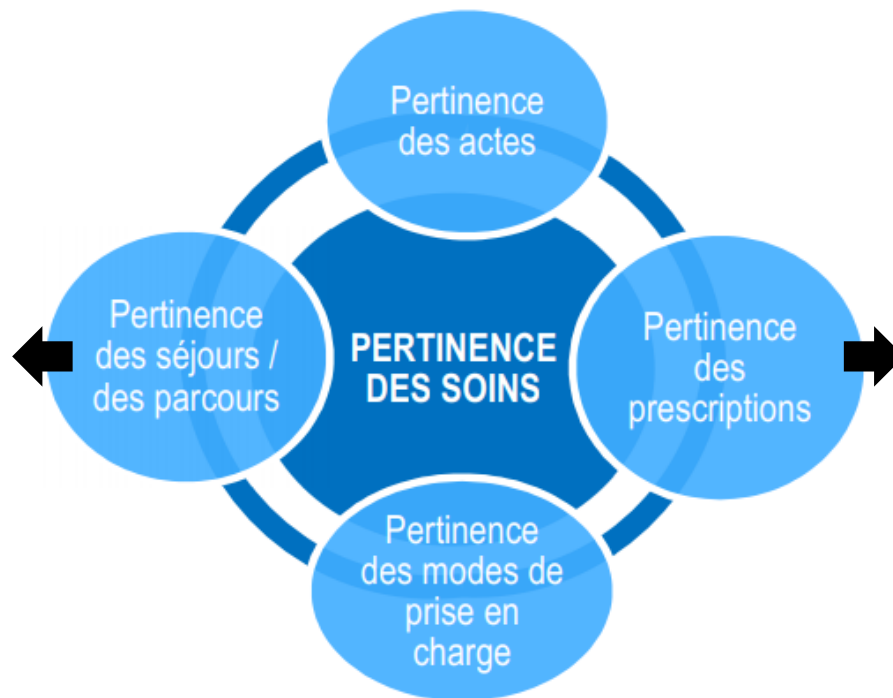 Pertinence
des actes
Pertinence
des séjours /
des parcours
PERTINENCE
DES SOINS
Pertinence
des
prescriptions
Pertinence
des modes de
prise en
charge